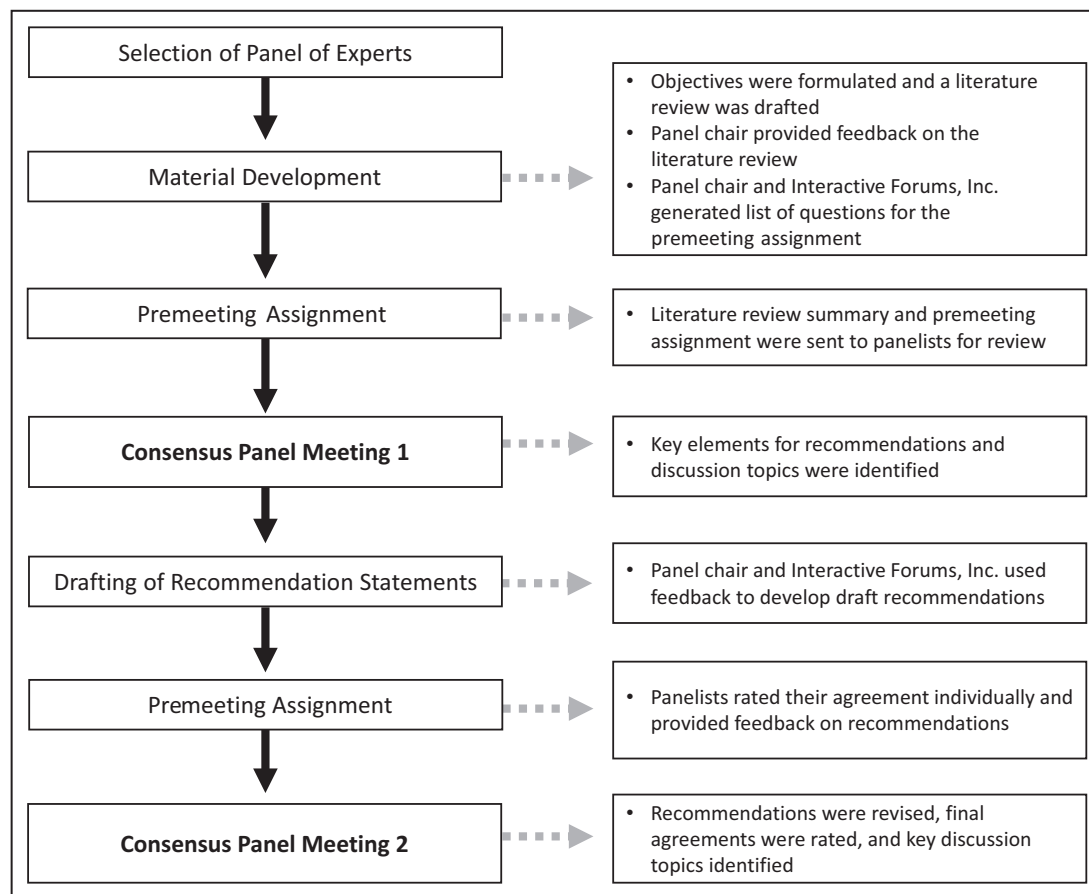 Selection of Panel of Experts
Material Development
• Objectives were formulated and a literature
review was drafted
• Panel chair provided feedback on the
literature review
• Panel chair and Interactive Forums, Inc.
generated list of questions for the
premeeting assignment
Premeeting Assignment
• Literature review summary and premeeting
assignment were sent to panelists for review
Consensus Panel Meeting 1
• Key elements for recommendations and
discussion topics were identified
Drafting of Recommendation Statements
• Panel chair and Interactive Forums, Inc. used
feedback to develop draft recommendations
Premeeting Assignment
• Panelists rated their agreement individually and
provided feedback on recommendations
Consensus Panel Meeting 2
• Recommendations were revised, final
agreements were rated, and key discussion
topics identified